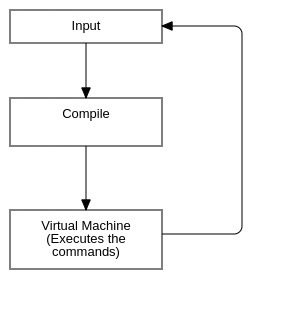 Input
Compile
Virtual Machine
(Executes the
commands)